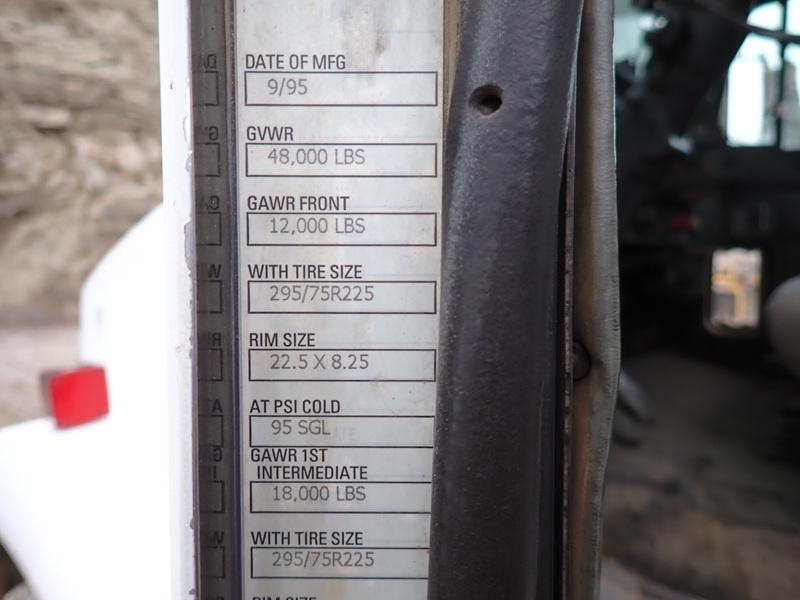 DATE OF MFG
9/95
GVWR
48,000 LBS
GAWR FRONT
12,000 LBS
WITH TIRE SIZE
295/75R225
RIM SIZE
22.5 X 8.25
AT PSI COLD
95 SGL
GAWR 1ST
INTERMEDIATE
18,000 LBS
WITH TIRE SIZE
295/75R225
RIM SIZE